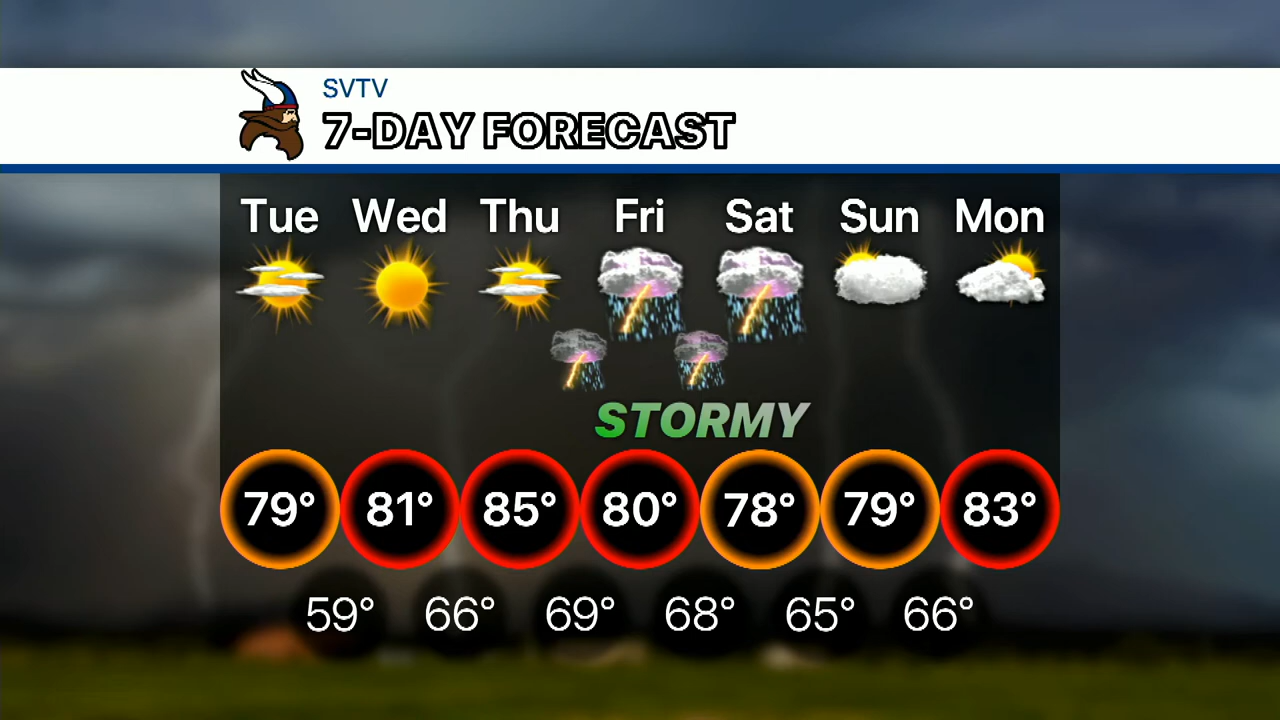 SVTV
7-DAY FORECAST
Tue Wed Thu Fri Sat Sun Mon
STORMY
79° 81° 85° 80° 78° 79° 83°
59° 66° 69° 68° 65° 66°